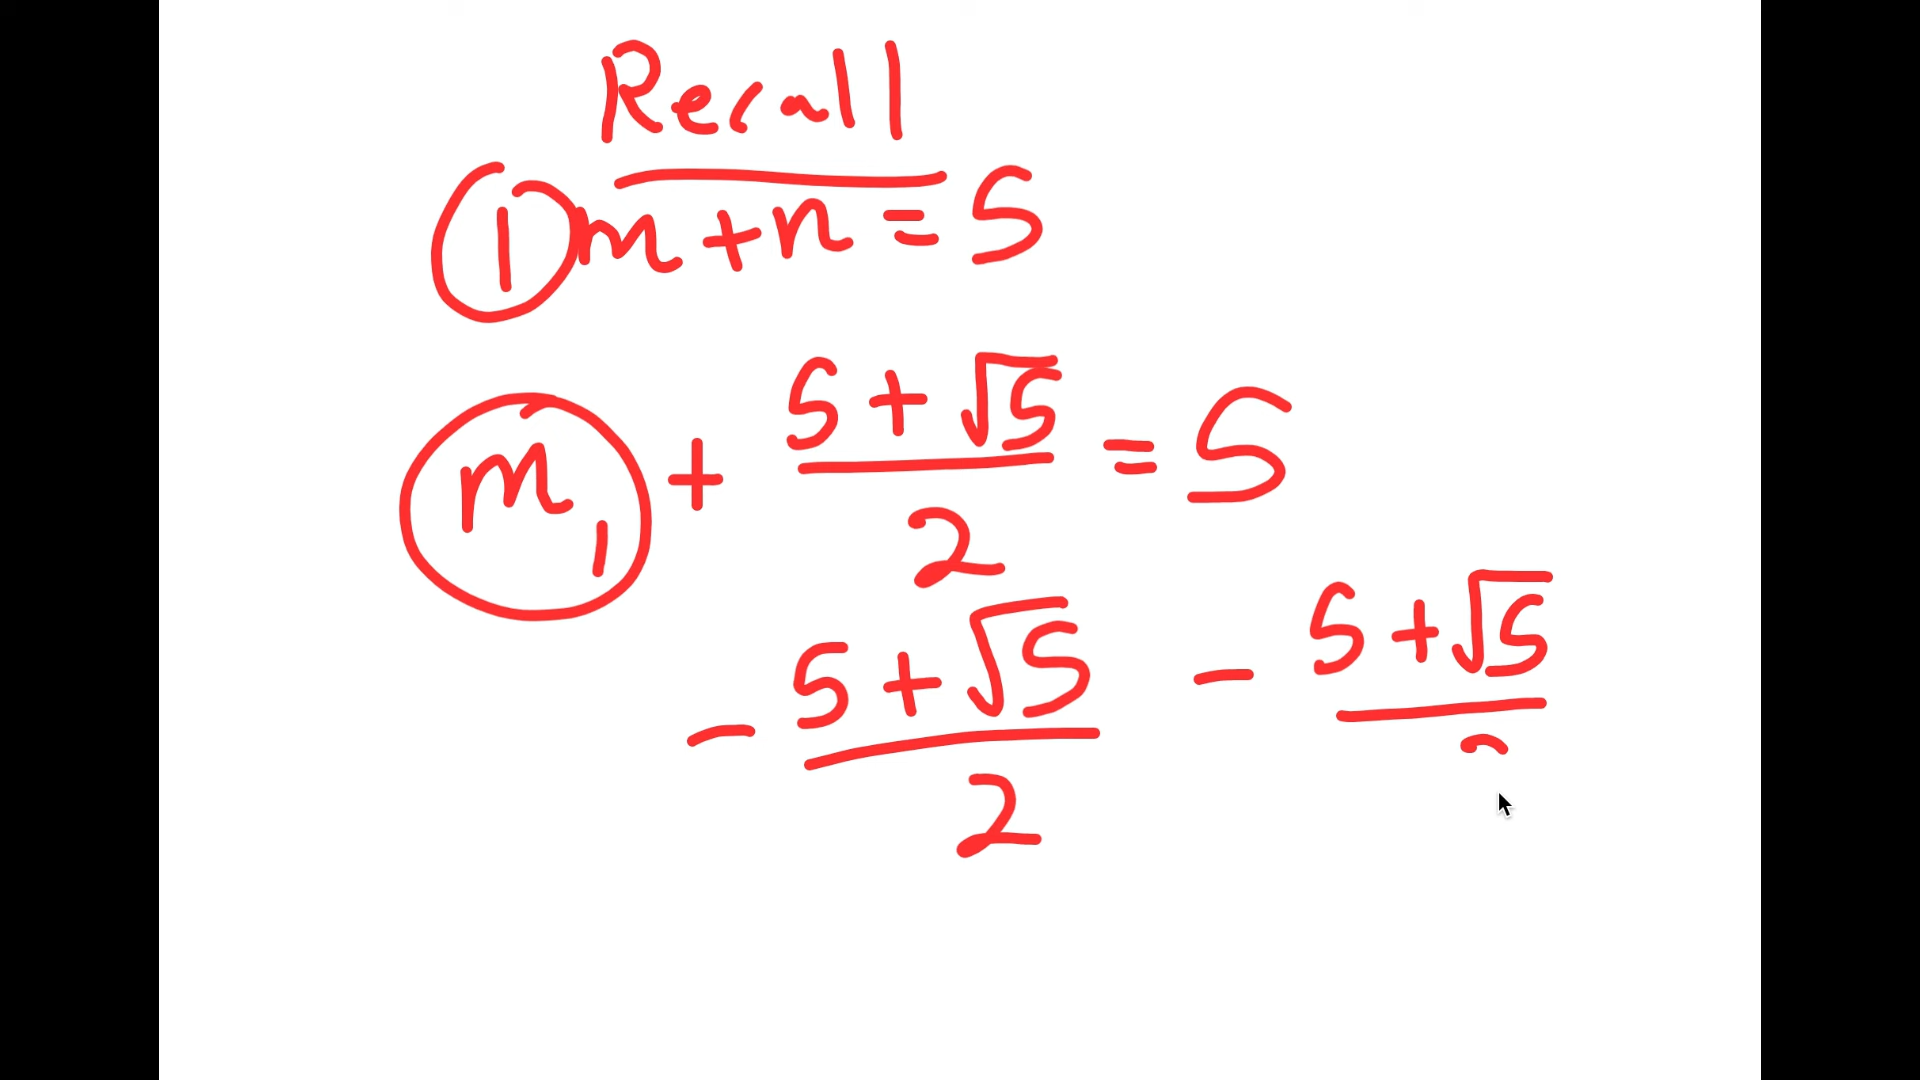 Recall
① m + n = 5
m₁ + (5 + √5)/2 = 5
- (5 + √5)/2 - (5 + √5)/